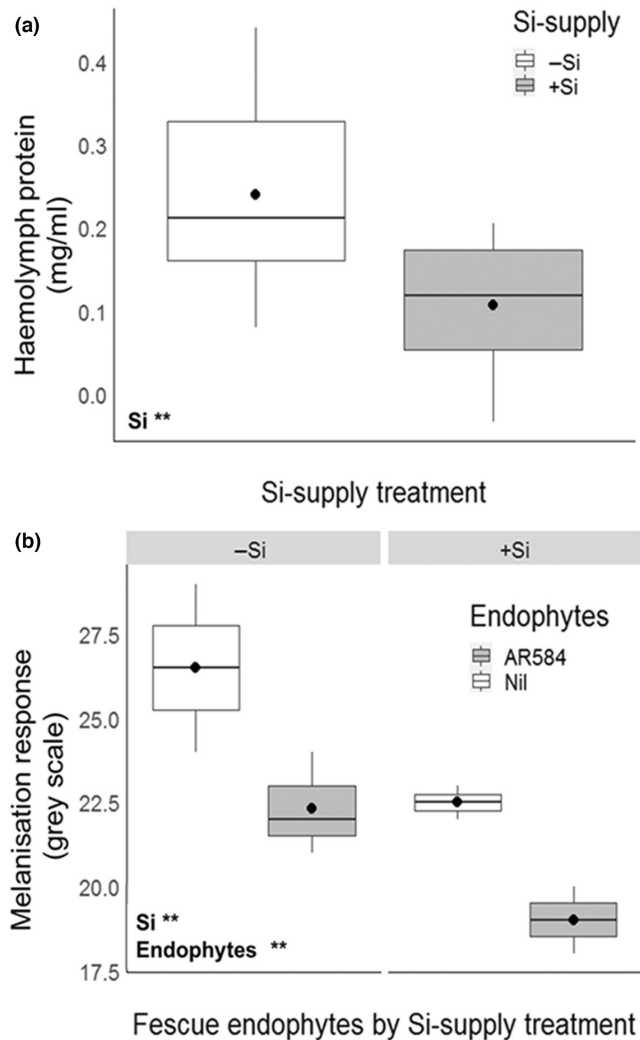 (a)
Si-supply
–Si
+Si
Haemolymph protein
(mg/ml)
0.4
0.3
0.2
0.1
0.0
Si **
Si-supply treatment
(b)
–Si
+Si
Endophytes
AR584
Nil
Melanisation response
(grey scale)
27.5
25.0
22.5
20.0
17.5
Si **
Endophytes **
Fescue endophytes by Si-supply treatment